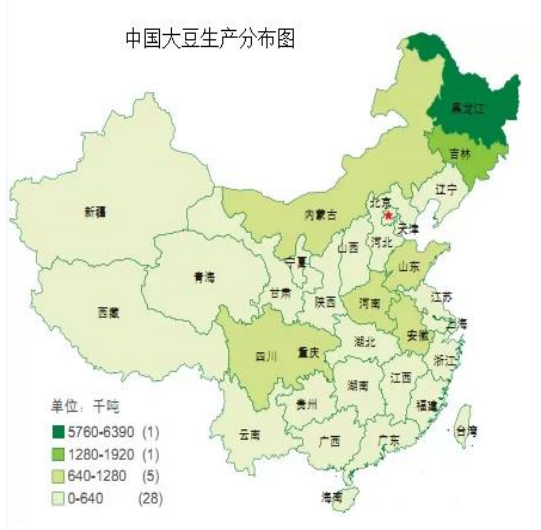 中国大豆生产分布图
黑龙江
吉林
辽宁
北京
天津
内蒙古
新疆
河北
山西
宁夏
山东
青海
甘肃
陕西
河南
江苏
西藏
安徽
上海
湖北
四川
重庆
浙江
江西
湖南
贵州
福建
云南
台湾
广西
广东
海南
单位：千吨
5760-6390 (1)
1280-1920 (1)
640-1280 (5)
0-640 (28)